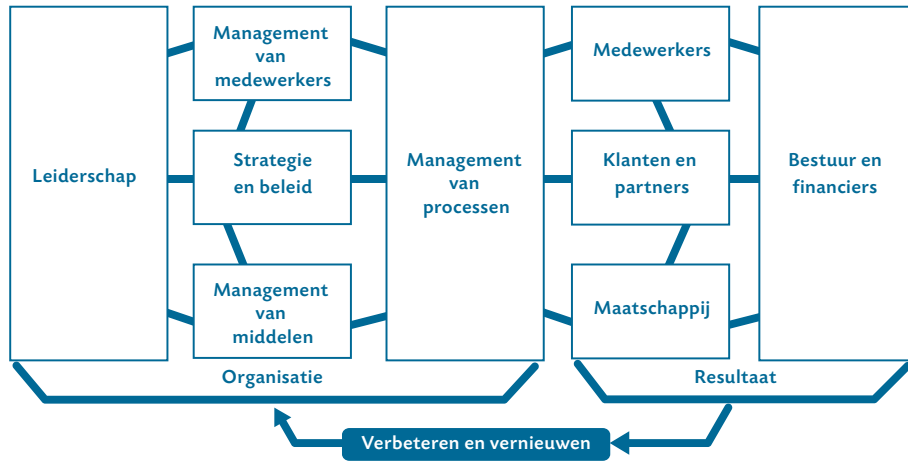 Leiderschap
Management
van
medewerkers
Strategie
en beleid
Management
van
middelen
Management
van
processen
Medewerkers
Klanten en
partners
Maatschappij
Bestuur en
financiers
Organisatie
Resultaat
Verbeteren en vernieuwen